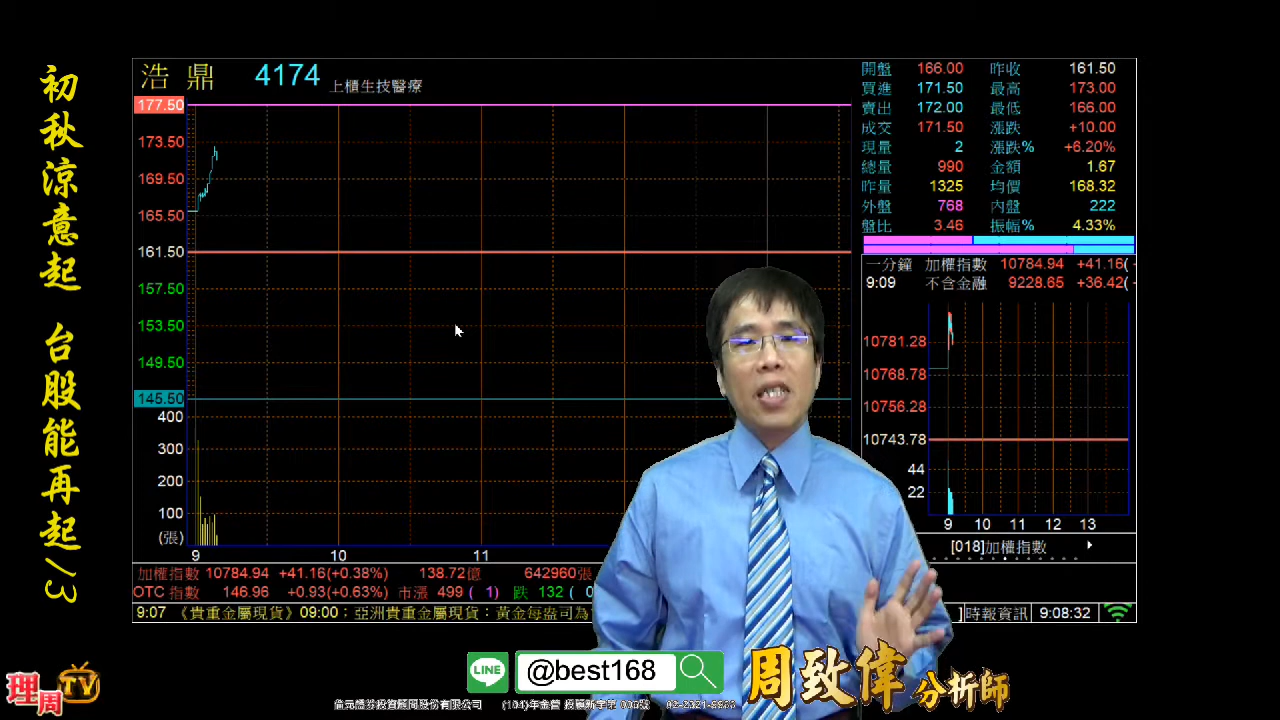 初秋涼意起 台股能再起/3
浩鼎 4174 上櫃生技醫療
177.50
173.50
169.50
165.50
161.50
157.50
153.50
149.50
145.50
400
300
200
100
(張)
9 10 11
開盤 166.00 昨收 161.50
買進 171.50 最高 173.00
賣出 172.00 最低 166.00
成交 171.50 漲跌 +10.00
現量 2 漲跌% +6.20%
總量 990 金額 1.67
昨量 1325 均價 168.32
外盤 768 內盤 222
盤比 3.46 振幅% 4.33%
一分鐘 加權指數 10784.94 +41.16(
9:09 不含金融 9228.65 +36.42(
10781.28
10768.78
10756.28
10743.78
44
22
9 10 11 12 13
[018]加權指數
加權指數 10784.94 +41.16(+0.38%) 138.72億 642960張
OTC 指數 146.96 +0.93(+0.63%) 市漲 499 ( 1) 跌 132 ( 0
9:07 《貴重金屬現貨》09:00；亞洲貴重金屬現貨：黃金每盎司為
]時報資訊 9:08:32
LINE @best168
周致偉 分析師
理周TV